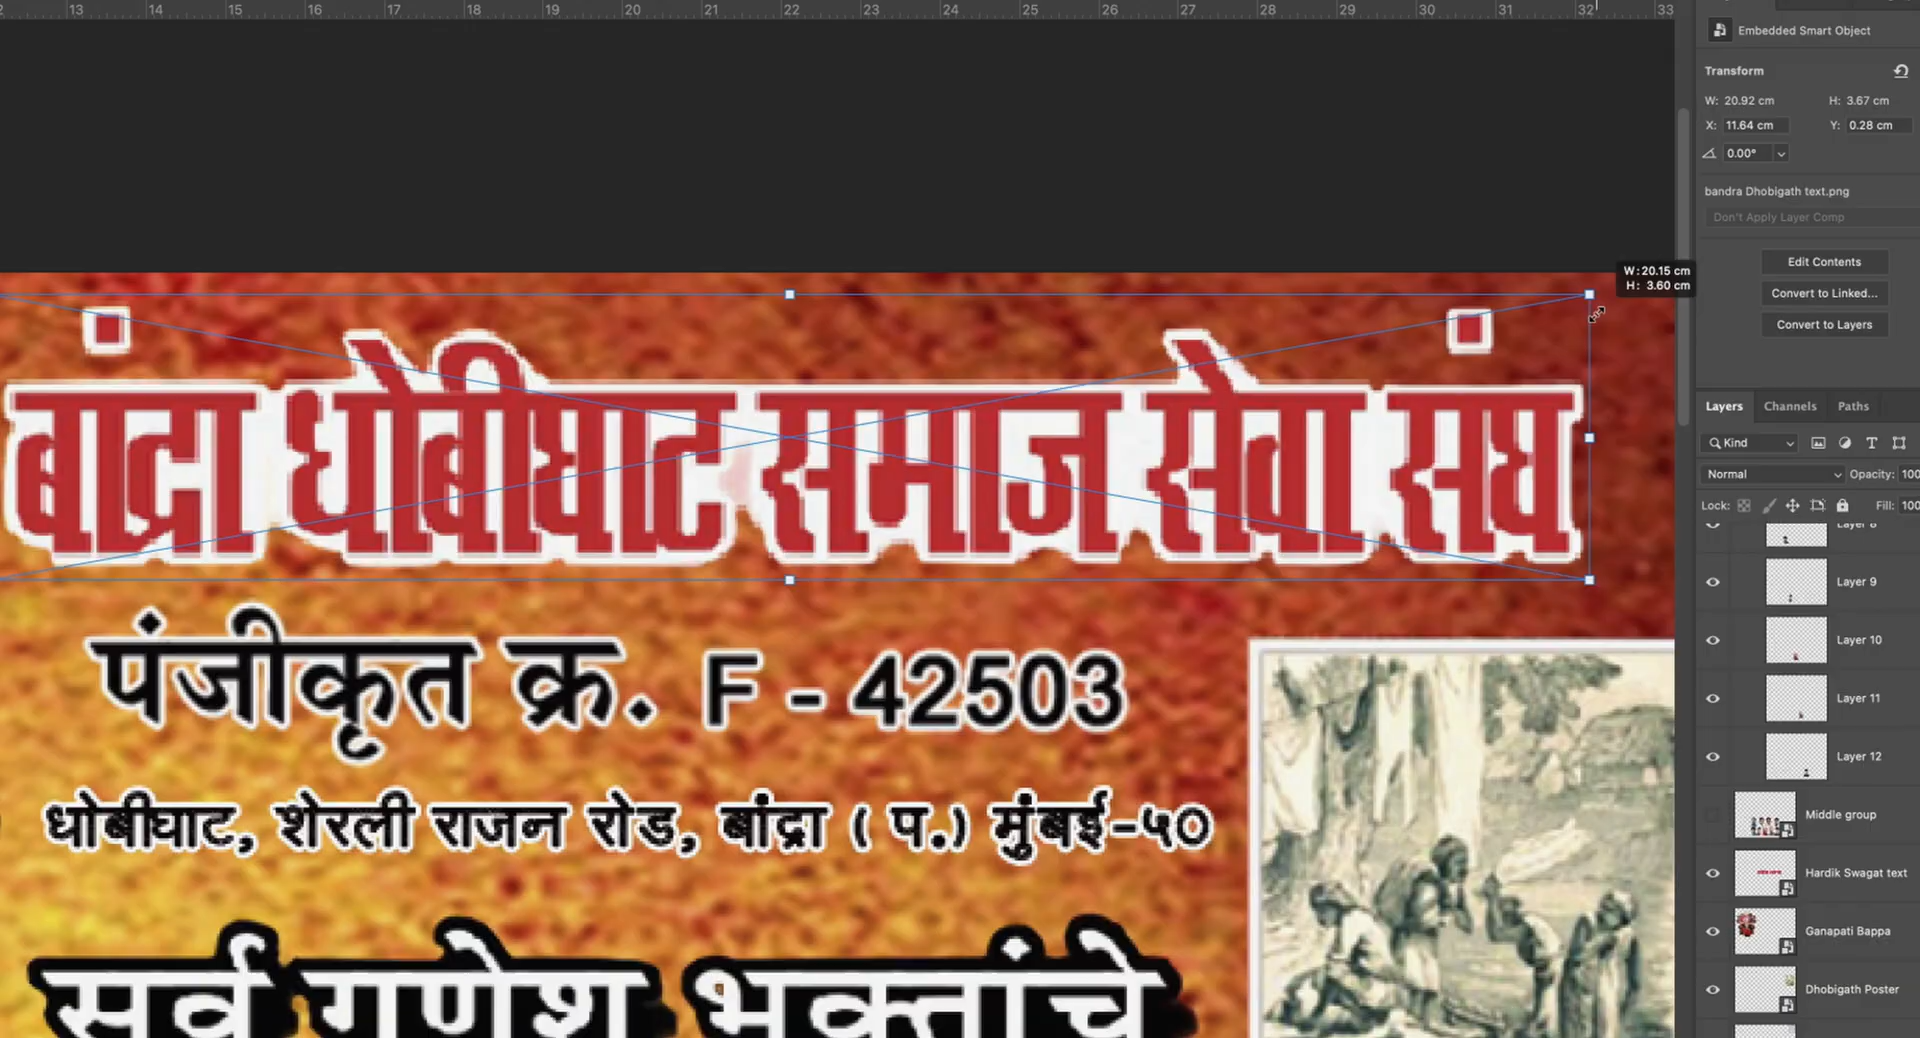 13 14 15 16 17 18 19 20 21 22 23 24 25 26 27 28 29 30 31 32 33
Embedded Smart Object
Transform
W: 20.92 cm H: 3.67 cm
X: 11.64 cm Y: 0.28 cm
0.00°
bandra Dhobigath text.png
Don't Apply Layer Comp
Edit Contents
Convert to Linked...
Convert to Layers
W: 20.15 cm
H: 3.60 cm
बांद्रा धोबीघाट समाज सेवा संघ
पंजीकृत क्र. F - 42503
धोबीघाट, शेरली राजन रोड, बांद्रा ( प.) मुंबई-५०
सर्व गणेश भक्तांचे
Layers Channels Paths
Kind
Normal Opacity: 100
Lock: Fill: 100
Layer 8
Layer 9
Layer 10
Layer 11
Layer 12
Middle group
Hardik Swagat text
Ganapati Bappa
Dhobigath Poster